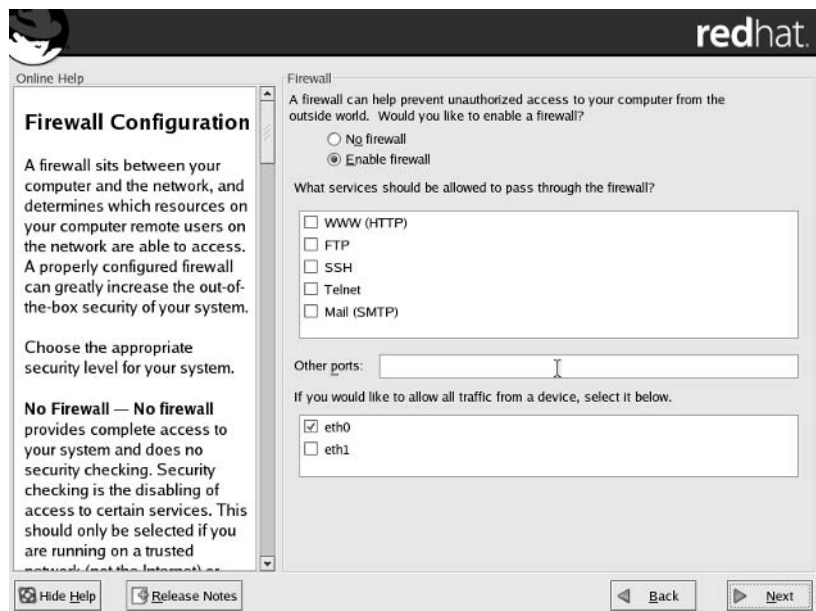 redhat.
Online Help
Firewall Configuration
A firewall sits between your
computer and the network, and
determines which resources on
your computer remote users on
the network are able to access.
A properly configured firewall
can greatly increase the out-of-
the-box security of your system.
Choose the appropriate
security level for your system.
No Firewall — No firewall
provides complete access to
your system and does no
security checking. Security
checking is the disabling of
access to certain services. This
should only be selected if you
are running on a trusted
network (not the Internet) or
Firewall
A firewall can help prevent unauthorized access to your computer from the
outside world. Would you like to enable a firewall?
No firewall
Enable firewall
What services should be allowed to pass through the firewall?
WWW (HTTP)
FTP
SSH
Telnet
Mail (SMTP)
Other ports:
If you would like to allow all traffic from a device, select it below.
eth0
eth1
Hide Help
Release Notes
Back
Next